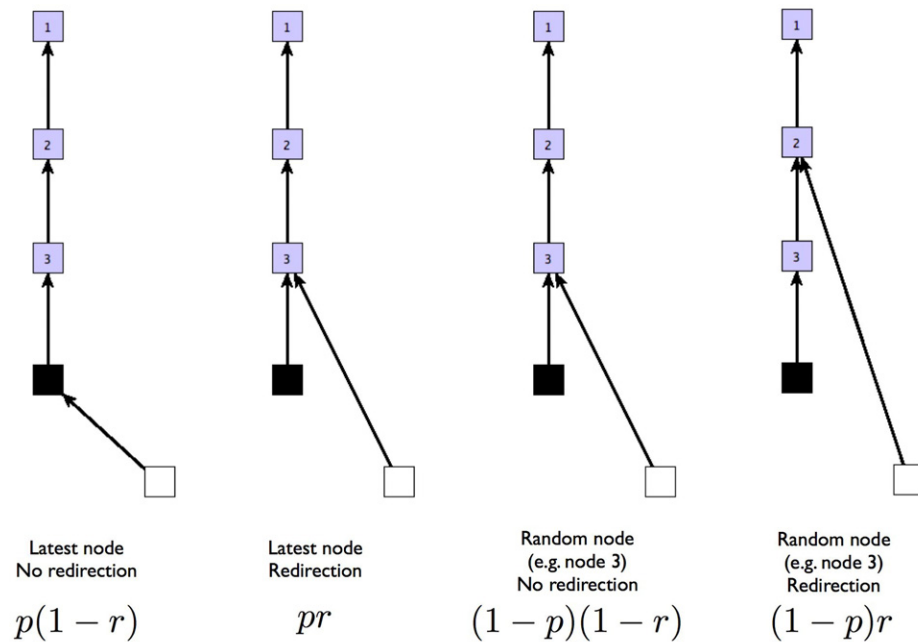 1 1 1 1
2 2 2 2
3 3 3 3
Latest node
No redirection
p(1 − r)
Latest node
Redirection
pr
Random node
(e.g. node 3)
No redirection
(1 − p)(1 − r)
Random node
(e.g. node 3)
Redirection
(1 − p)r